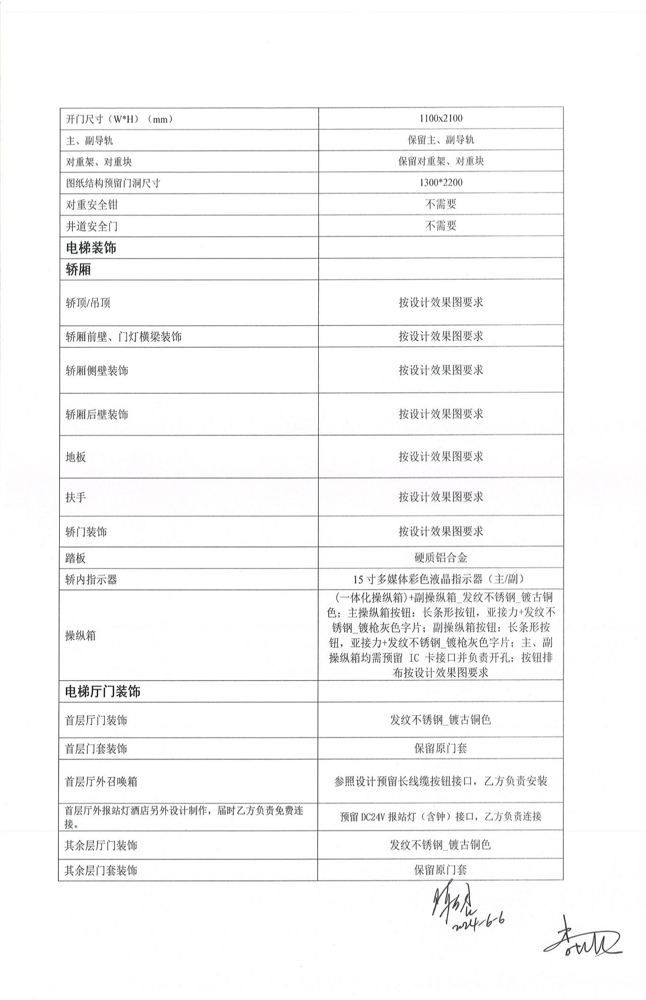 开门尺寸（W*H）（mm） 1100x2100
主、副导轨 保留主、副导轨
对重架、对重块 保留对重架、对重块
图纸结构预留门洞尺寸 1300*2200
对重安全钳 不需要
井道安全门 不需要
电梯装饰
轿厢
轿顶/吊顶 按设计效果图要求
轿厢前壁、门灯横梁装饰 按设计效果图要求
轿厢侧壁装饰 按设计效果图要求
轿厢后壁装饰 按设计效果图要求
地板 按设计效果图要求
扶手 按设计效果图要求
轿门装饰 按设计效果图要求
踏板 硬质铝合金
轿内指示器 15寸多媒体彩色液晶指示器（主/副）
操纵箱
(一体化操纵箱)+副操纵箱_发纹不锈钢_镀古铜
色；主操纵箱按钮：长条形按钮，亚接力+发纹不
锈钢_镀枪灰色字片；副操纵箱按钮：长条形按
钮，亚接力+发纹不锈钢_镀枪灰色字片；主、副
操纵箱均需预留 IC 卡接口并负责开孔；按钮排
布按设计效果图要求
电梯厅门装饰
首层厅门装饰 发纹不锈钢_镀古铜色
首层门套装饰 保留原门套
首层厅外召唤箱 参照设计预留长线缆按钮接口，乙方负责安装
首层厅外报站灯酒店另外设计制作，届时乙方负责免费连
接。
预留DC24V报站灯（含钟）接口，乙方负责连接
其余层厅门装饰 发纹不锈钢_镀古铜色
其余层门套装饰 保留原门套
2024-6-6